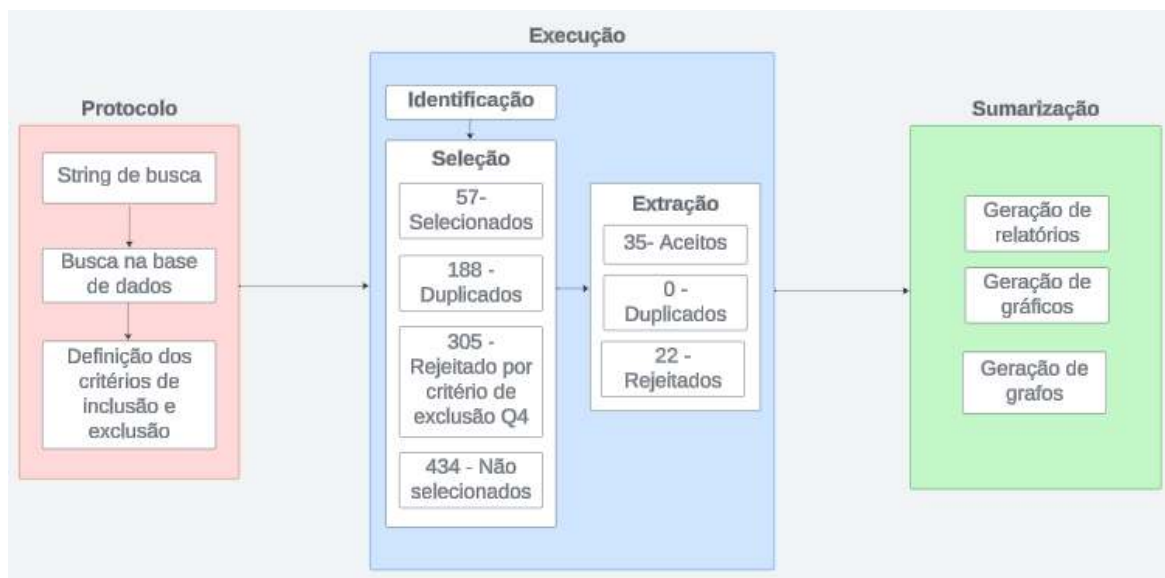 Protocolo
String de busca
Busca na base
de dados
Definição dos
critérios de
inclusão e
exclusão
Execução
Identificação
Seleção
57-
Selecionados
188 -
Duplicados
305 -
Rejeitado por
critério de
exclusão Q4
434 - Não
selecionados
Extração
35- Aceitos
0 -
Duplicados
22 -
Rejeitados
Sumarização
Geração de
relatórios
Geração de
gráficos
Geração de
grafos